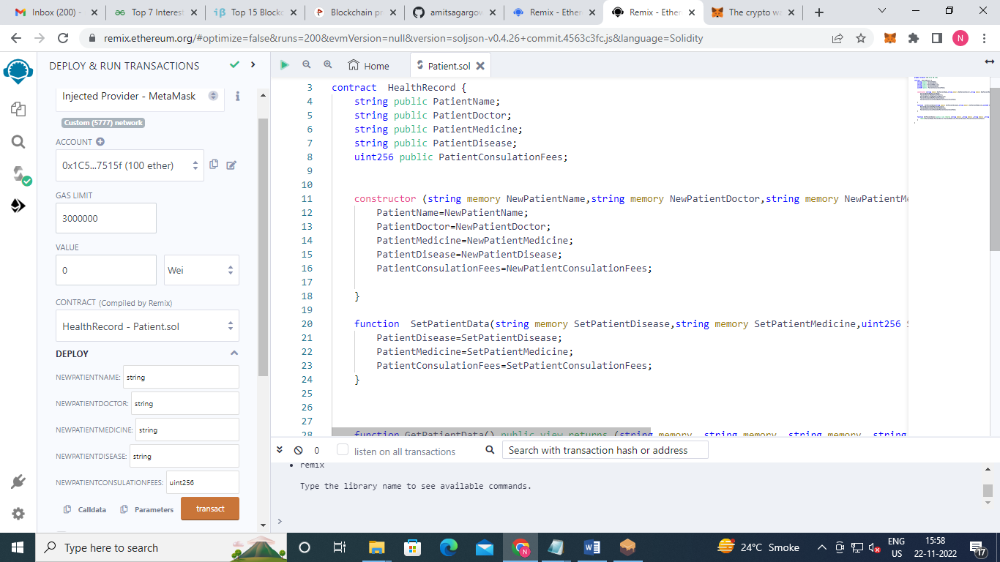 Inbox (200) -
Top 7 Interest
Top 15 Blocko
Blockchain pr
amitsagargov
Remix - Ether
Remix - Ether
The crypto wa
remix.ethereum.org/#optimize=false&runs=200&evmVersion=null&version=soljson-v0.4.26+commit.4563c3fc.js&language=Solidity
N
DEPLOY & RUN TRANSACTIONS
Injected Provider - MetaMask
Custom (5777) network
ACCOUNT
0x1C5...7515f (100 ether)
GAS LIMIT
3000000
VALUE
0
Wei
CONTRACT (Compiled by Remix)
HealthRecord - Patient.sol
DEPLOY
NEWPATIENTNAME: string
NEWPATIENTDOCTOR: string
NEWPATIENTMEDICINE: string
NEWPATIENTDISEASE: string
NEWPATIENTCONSULATIONFEES: uint256
Calldata
Parameters
transact
Home
Patient.sol
3 contract  HealthRecord {
4 string public PatientName;
5 string public PatientDoctor;
6 string public PatientMedicine;
7 string public PatientDisease;
8 uint256 public PatientConsulationFees;
9
10
11 constructor (string memory NewPatientName,string memory NewPatientDoctor,string memory NewPatientMe
12 PatientName=NewPatientName;
13 PatientDoctor=NewPatientDoctor;
14 PatientMedicine=NewPatientMedicine;
15 PatientDisease=NewPatientDisease;
16 PatientConsulationFees=NewPatientConsulationFees;
17
18 }
19
20 function  SetPatientData(string memory SetPatientDisease,string memory SetPatientMedicine,uint256 S
21 PatientDisease=SetPatientDisease;
22 PatientMedicine=SetPatientMedicine;
23 PatientConsulationFees=SetPatientConsulationFees;
24 }
25
26
27
28 function GetPatientData() public view returns (string memory, string memory, string memory, string
0
listen on all transactions
Search with transaction hash or address
• remix
Type the library name to see available commands.
>
Type here to search
24°C Smoke
ENG
US
15:58
22-11-2022
17